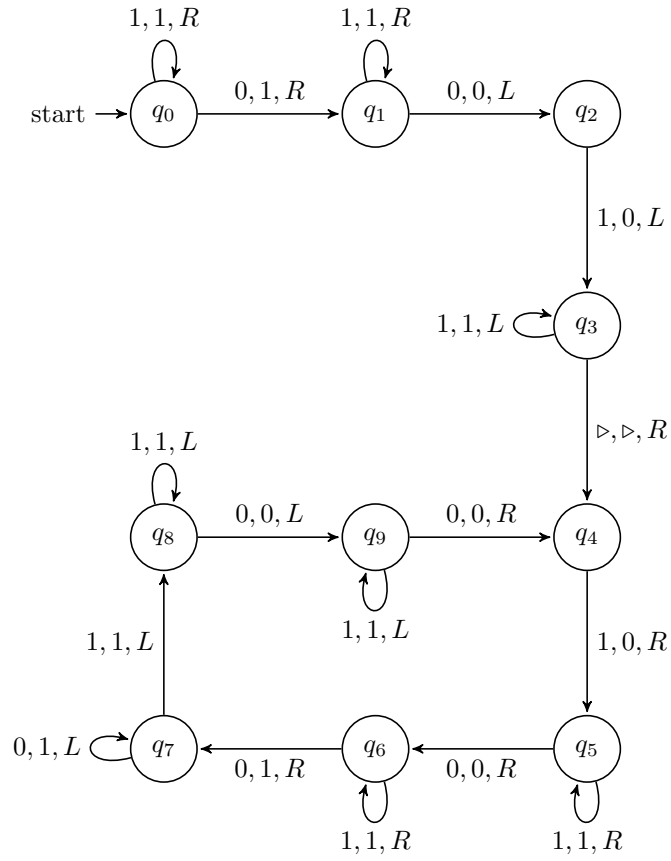 1, 1, R 1, 1, R
start q0 0, 1, R q1 0, 0, L q2
1, 0, L
1, 1, L q3
▷, ▷, R
1, 1, L
q8 0, 0, L q9 0, 0, R q4
1, 1, L
1, 1, L 1, 0, R
0, 1, L q7 0, 1, R q6 0, 0, R q5
1, 1, R 1, 1, R